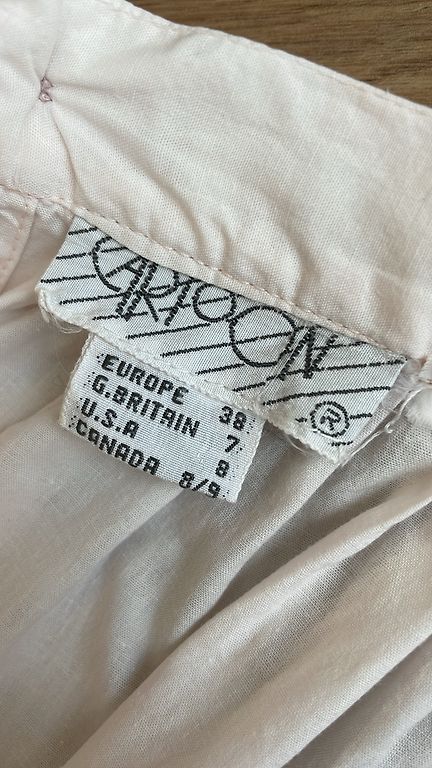 CARTOON
®
EUROPE 38
G.BRITAIN 7
U.S.A 8
CANADA 8/9